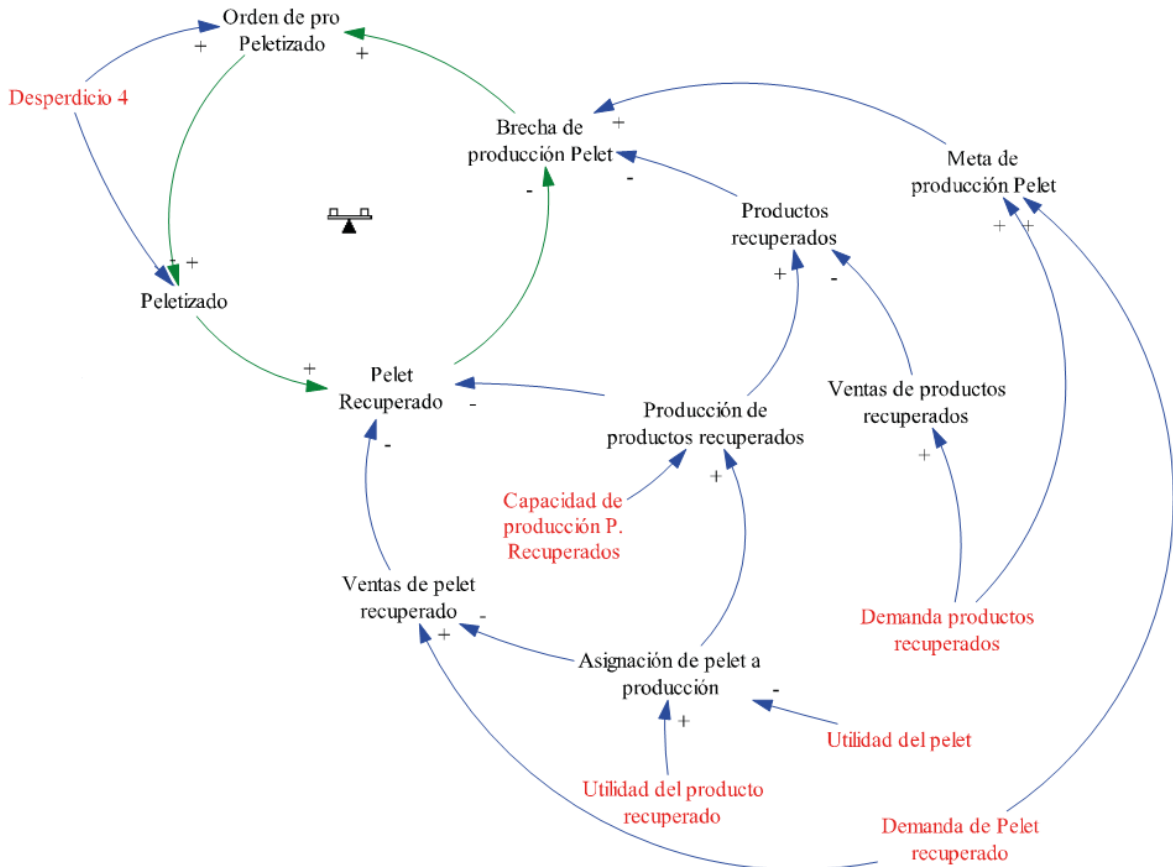 Orden de pro
Peletizado
+
+
Desperdicio 4
Brecha de
producción Pelet
+
-
-
Meta de
producción Pelet
+ +
Productos
recuperados
+
-
- +
Peletizado
+
Pelet
Recuperado
-
-
Producción de
productos recuperados
+
Ventas de productos
recuperados
+
Capacidad de
producción P.
Recuperados
Ventas de pelet
recuperado
+
-
Demanda productos
recuperados
Asignación de pelet a
producción
+
-
Utilidad del pelet
Utilidad del producto
recuperado
Demanda de Pelet
recuperado